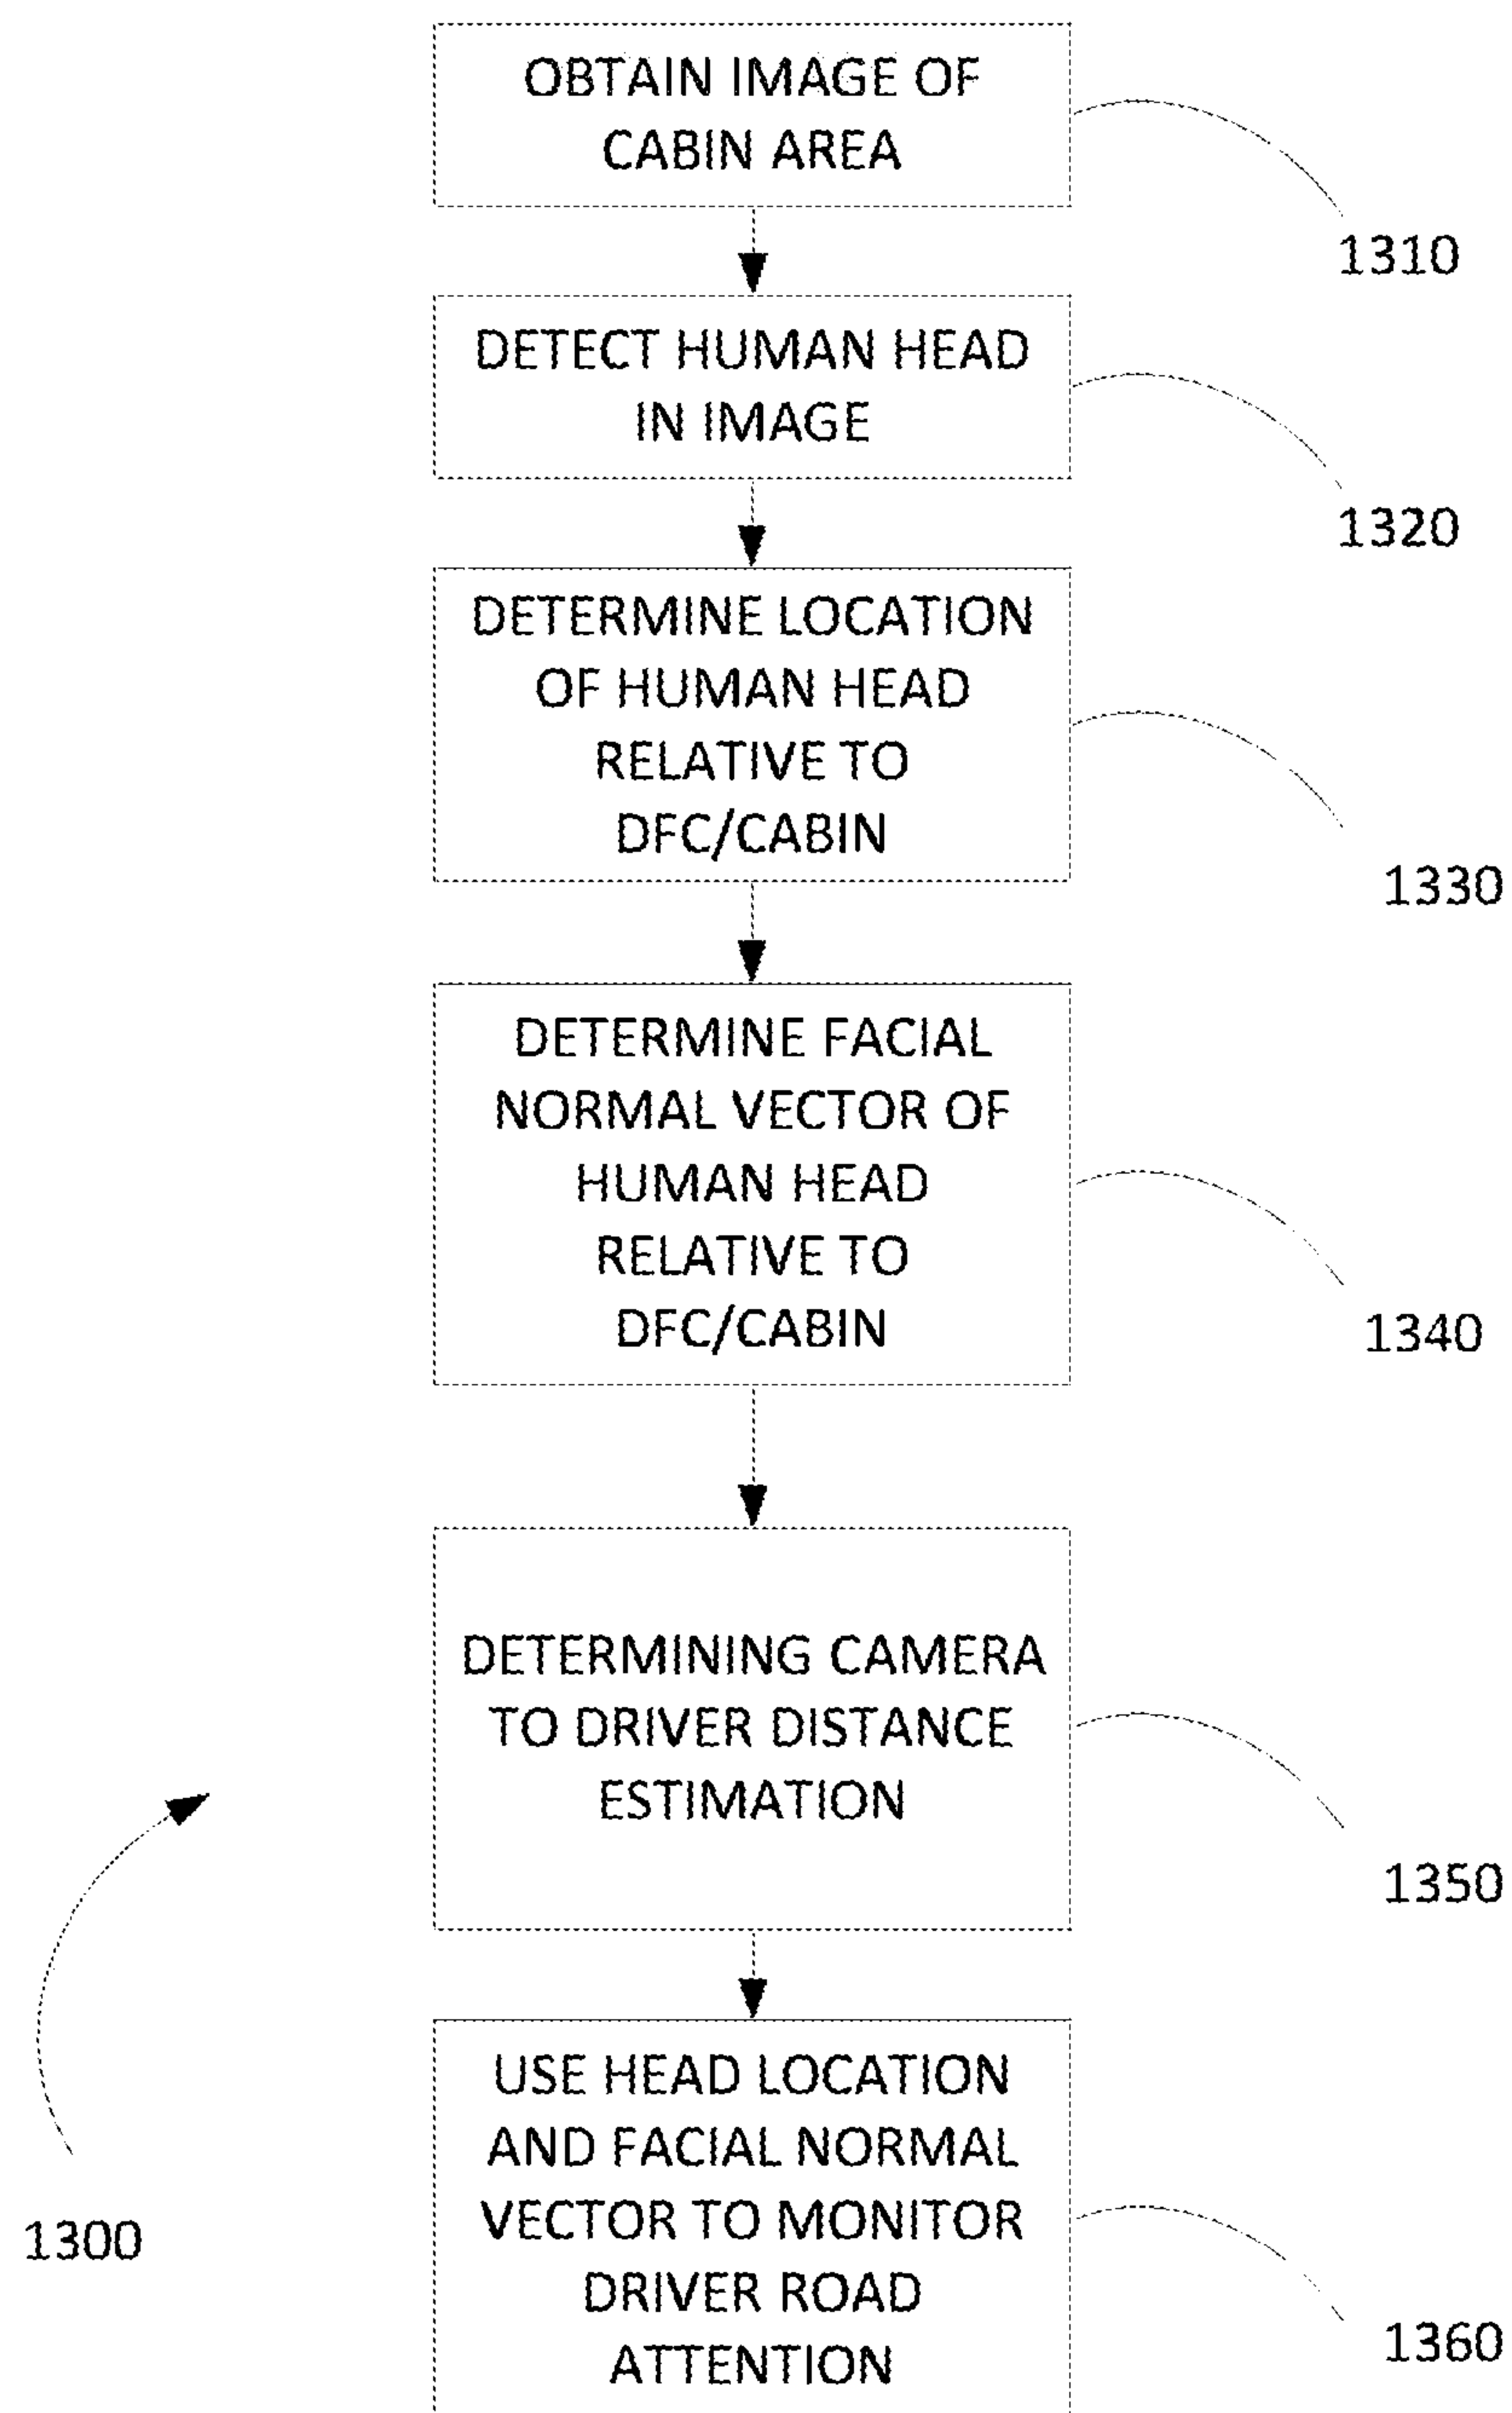 OBTAIN IMAGE OF
CABIN AREA
1310
DETECT HUMAN HEAD
IN IMAGE
1320
DETERMINE LOCATION
OF HUMAN HEAD
RELATIVE TO
DFC/CABIN
1330
DETERMINE FACIAL
NORMAL VECTOR OF
HUMAN HEAD
RELATIVE TO
DFC/CABIN
1340
DETERMINING CAMERA
TO DRIVER DISTANCE
ESTIMATION
1350
USE HEAD LOCATION
AND FACIAL NORMAL
VECTOR TO MONITOR
DRIVER ROAD
ATTENTION
1360
1300